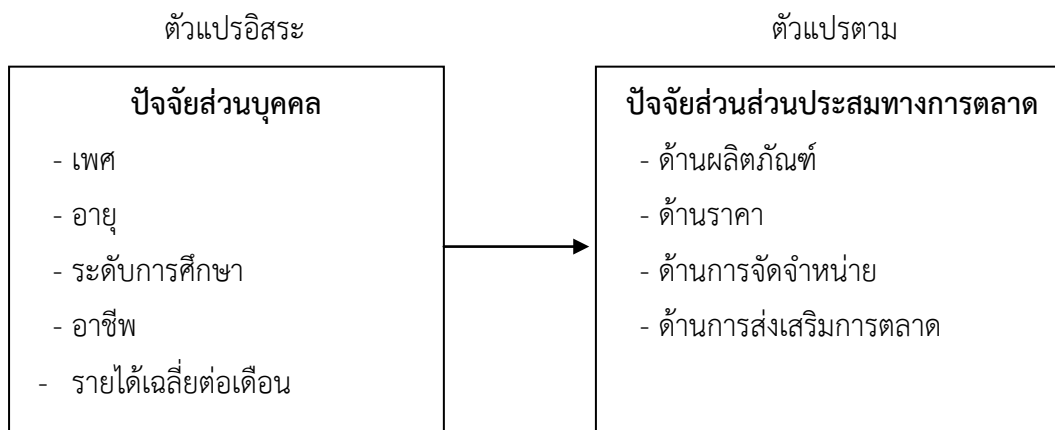 ตัวแปรอิสระ
ตัวแปรตาม
ปัจจัยส่วนบุคคล
- เพศ
- อายุ
- ระดับการศึกษา
- อาชีพ
- รายได้เฉลี่ยต่อเดือน
ปัจจัยส่วนส่วนประสมทางการตลาด
- ด้านผลิตภัณฑ์
- ด้านราคา
- ด้านการจัดจำหน่าย
- ด้านการส่งเสริมการตลาด